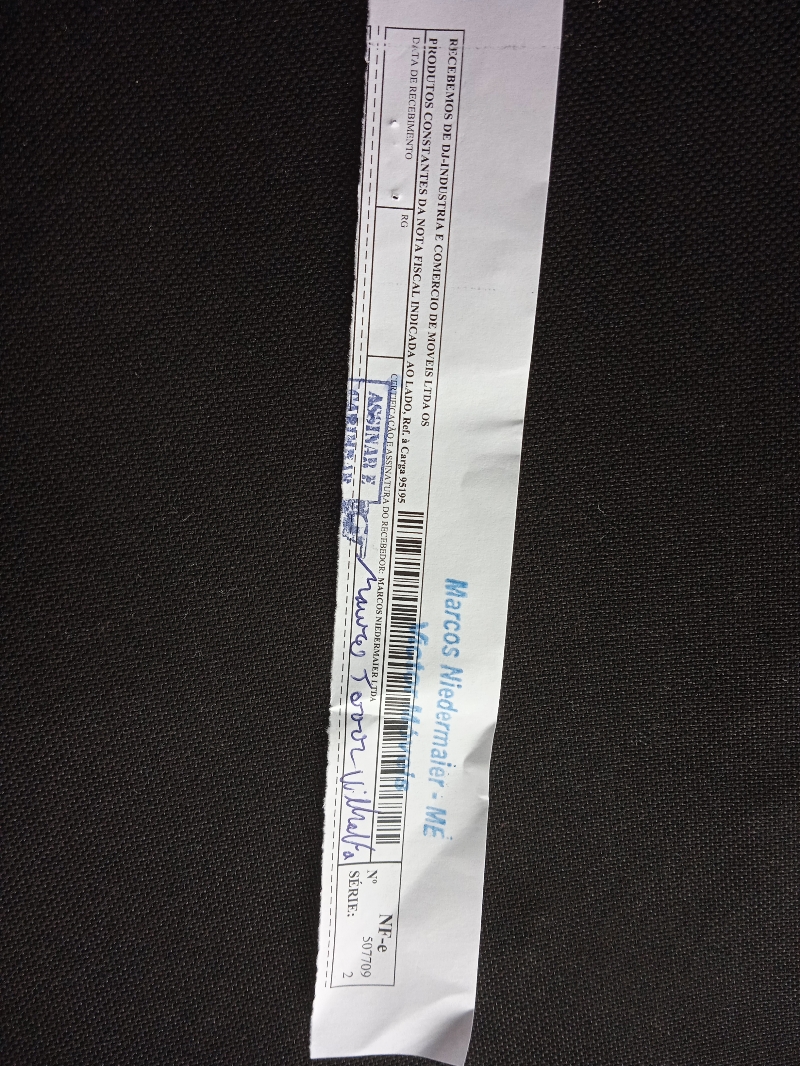 RECEBEMOS DE DJ-INDUSTRIA E COMERCIO DE MOVEIS LTDA OS
PRODUTOS CONSTANTES DA NOTA FISCAL INDICADA AO LADO, Ref. à Carga 95195
DATA DE RECEBIMENTO
RG
CERTIFICAÇÃO E ASSINATURA DO RECEBEDOR: MARCOS NIEDERMAIER LTDA
ASSINAR E
CARIMBAR
Marcos Niedermaier - ME
NF-e
Nº 507709
SÉRIE: 2